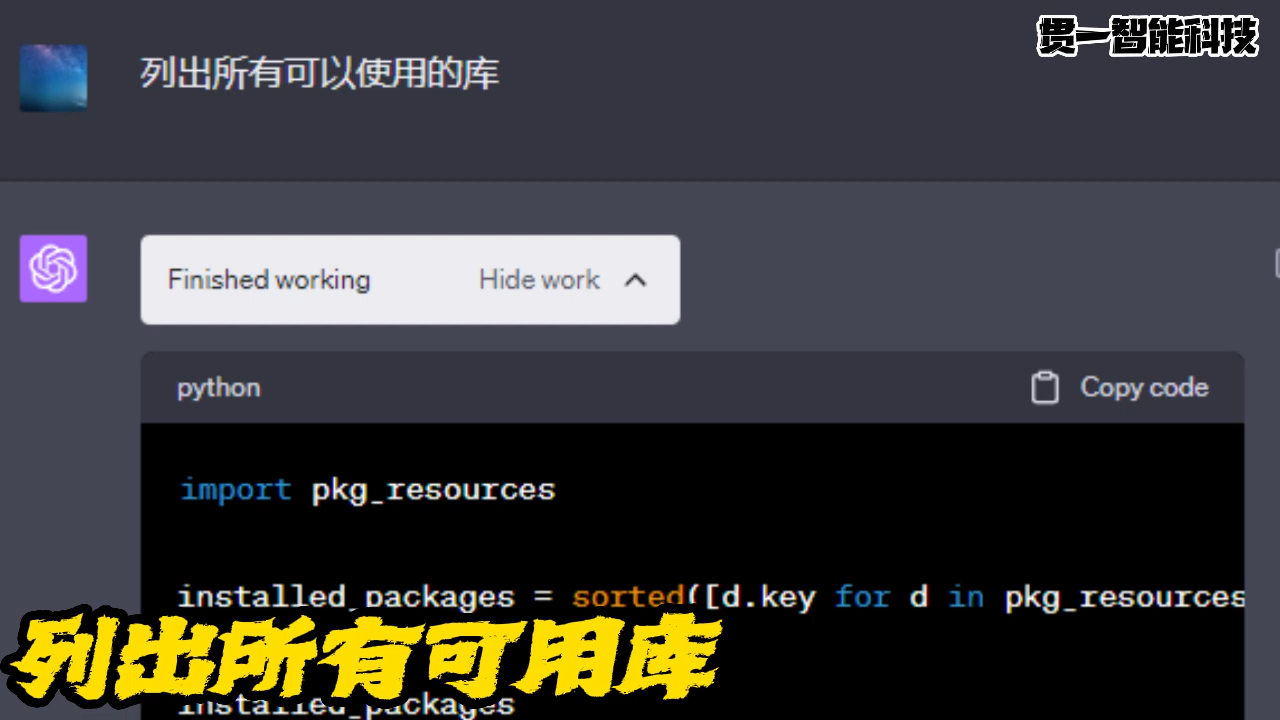 贯一智能科技
列出所有可以使用的库
Finished working Hide work
python Copy code
import pkg_resources
installed_packages = sorted([d.key for d in pkg_resources
列出所有可用库
installed_packages